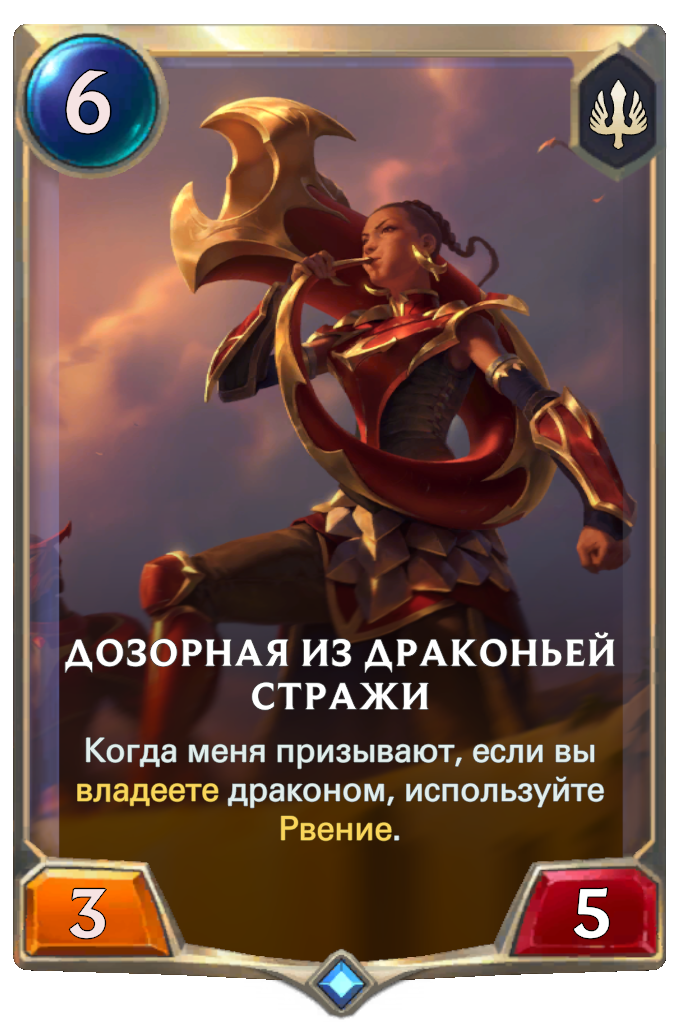 6
ДОЗОРНАЯ ИЗ ДРАКОНЬЕЙ
СТРАЖИ
Когда меня призывают, если вы
владеете драконом, используйте
Рвение.
3
5